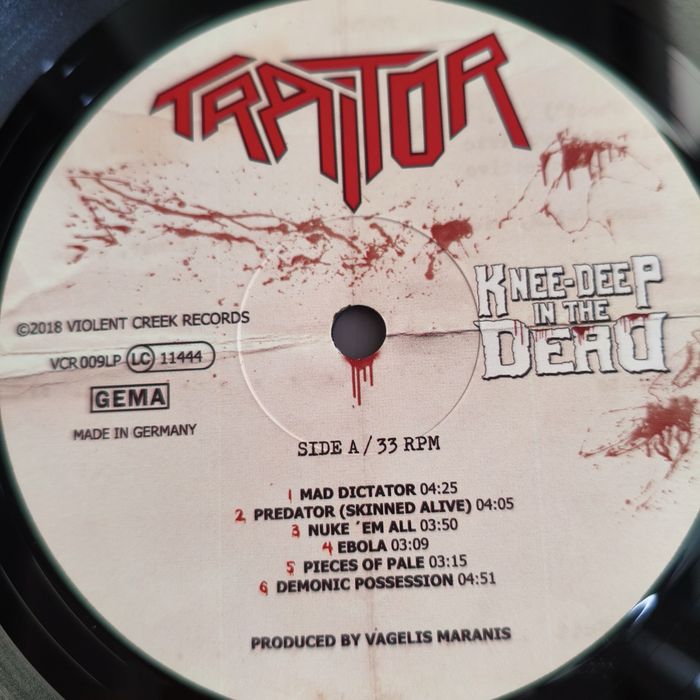 TRAITOR
KNEE-DEEP
IN THE
DEAD
©2018 VIOLENT CREEK RECORDS
VCR 009LP LC 11444
GEMA
MADE IN GERMANY
SIDE A / 33 RPM
1 MAD DICTATOR 04:25
2 PREDATOR (SKINNED ALIVE) 04:05
3 NUKE ´EM ALL 03:50
4 EBOLA 03:09
5 PIECES OF PALE 03:15
6 DEMONIC POSSESSION 04:51
PRODUCED BY VAGELIS MARANIS